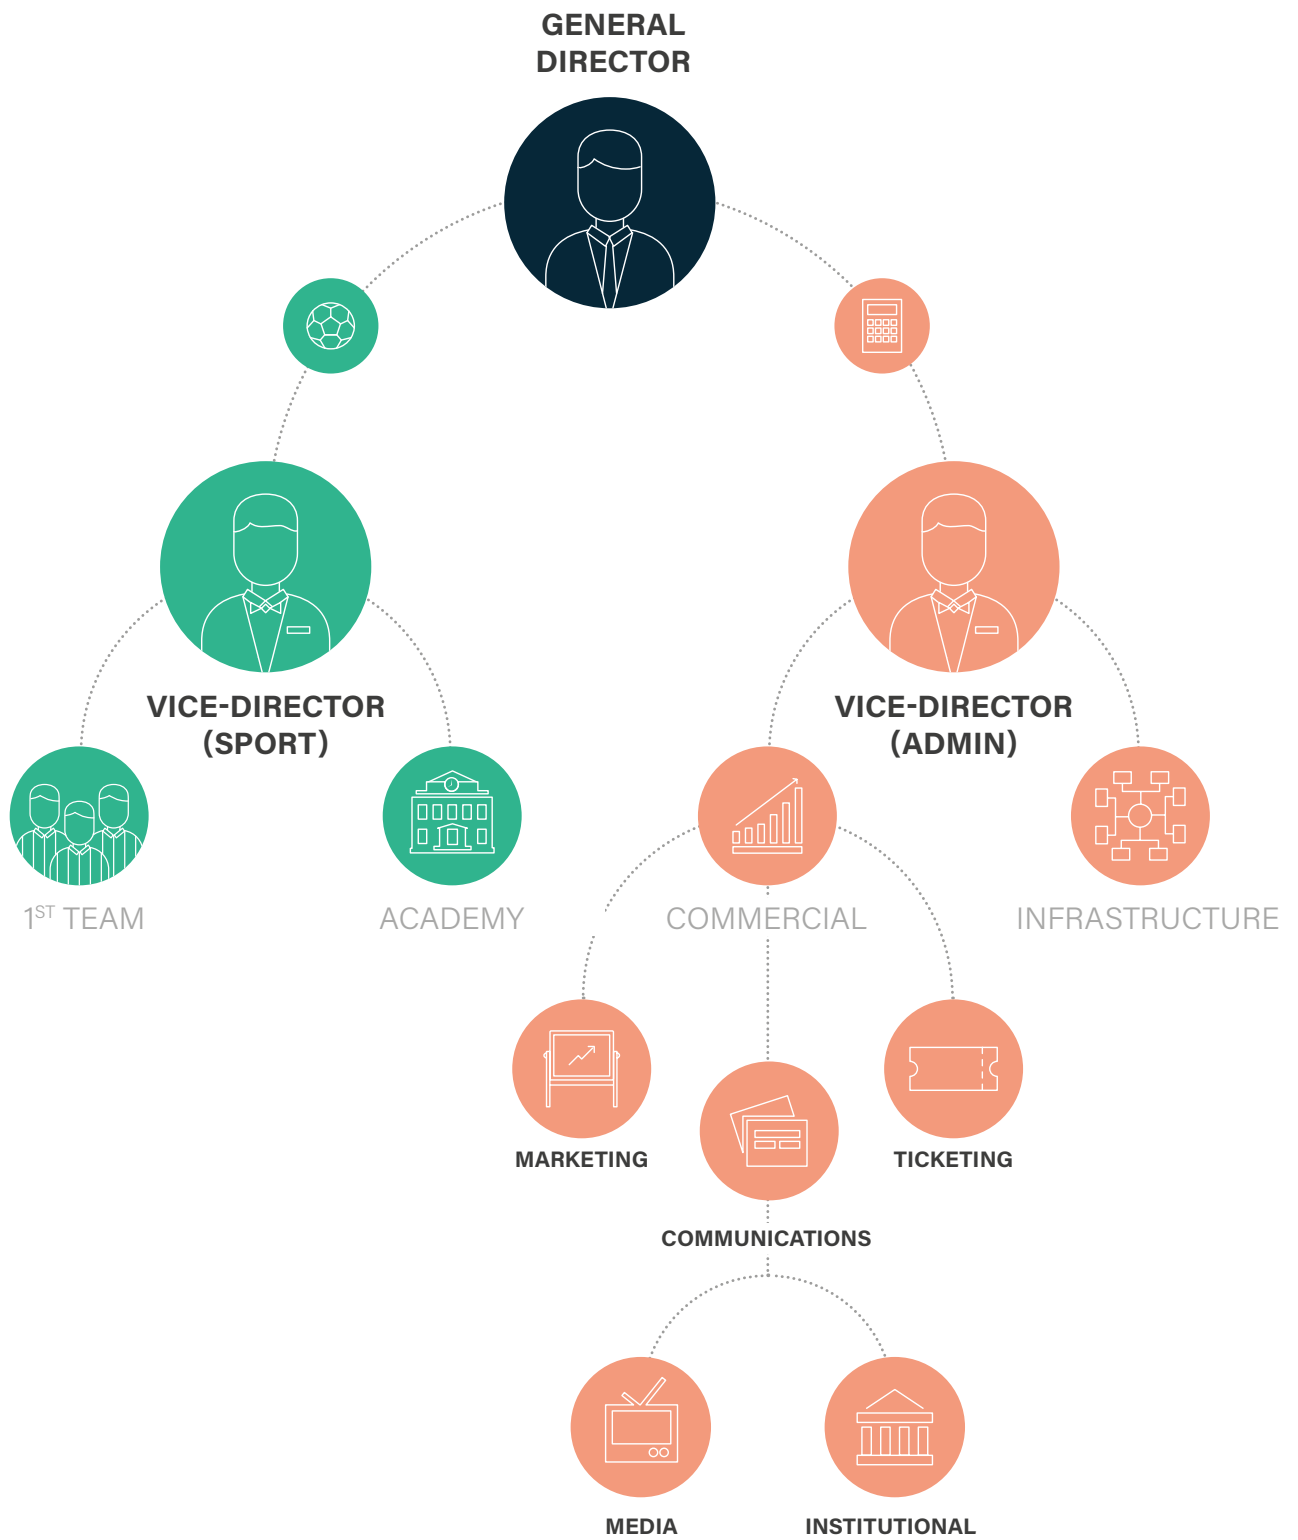 GENERAL
DIRECTOR
VICE-DIRECTOR
(SPORT)
VICE-DIRECTOR
(ADMIN)
1ST TEAM
ACADEMY
COMMERCIAL
INFRASTRUCTURE
MARKETING
TICKETING
COMMUNICATIONS
MEDIA
INSTITUTIONAL